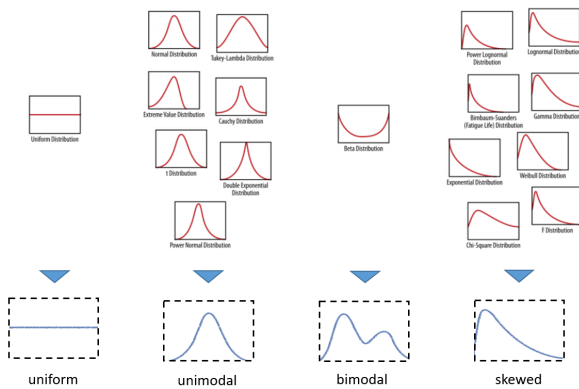 Uniform Distribution
Normal Distribution
Tukey-Lambda Distribution
Extreme Value Distribution
Cauchy Distribution
t Distribution
Double Exponential
Distribution
Power Normal Distribution
Beta Distribution
Power Lognormal
Distribution
Lognormal Distribution
Birnbaum-Saunders
(Fatigue Life) Distribution
Gamma Distribution
Exponential Distribution
Weibull Distribution
Chi-Square Distribution
F Distribution
uniform
unimodal
bimodal
skewed